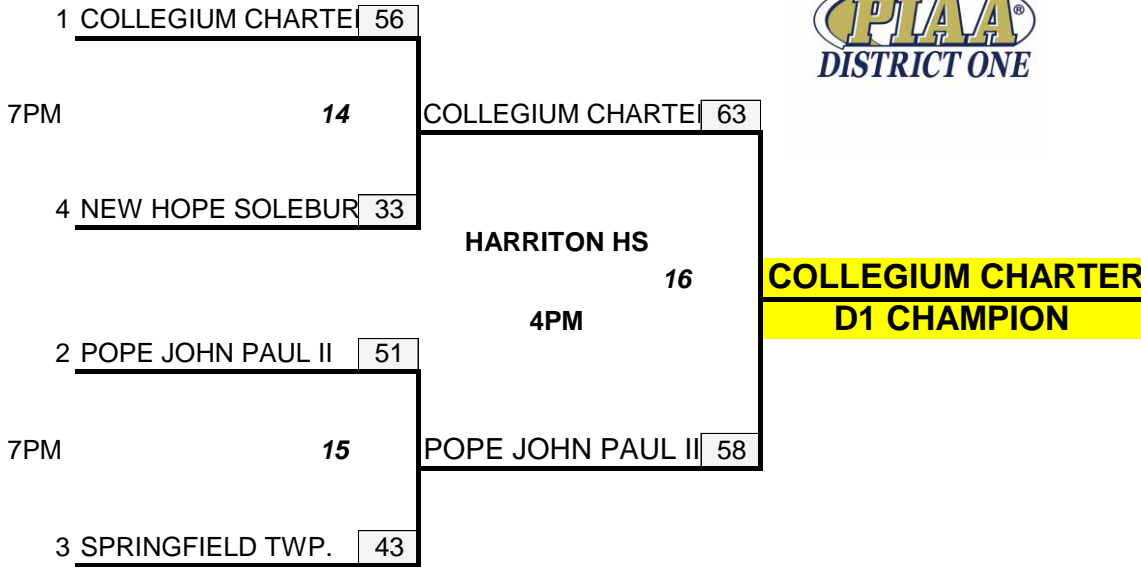 1 COLLEGIUM CHARTE 56
PIAA®
DISTRICT ONE
7PM 14 COLLEGIUM CHARTE 63
4 NEW HOPE SOLEBUR 33
HARRITON HS
16 COLLEGIUM CHARTER
4PM D1 CHAMPION
2 POPE JOHN PAUL II 51
7PM 15 POPE JOHN PAUL II 58
3 SPRINGFIELD TWP. 43